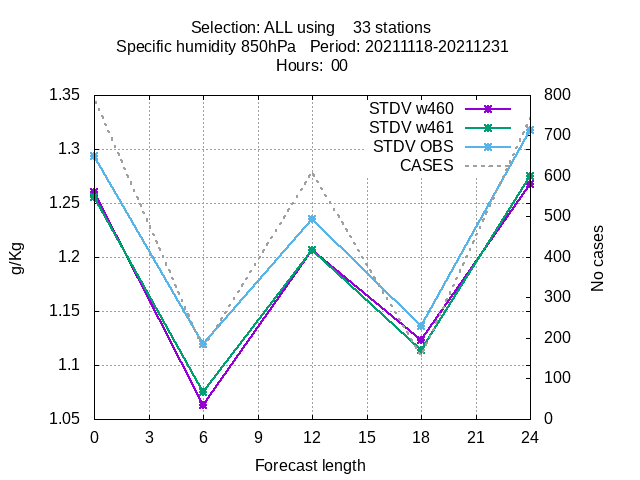 Selection: ALL using    33 stations
Specific humidity 850hPa   Period: 20211118-20211231
Hours:  00
1.35
1.3
1.25
1.2
1.15
1.1
1.05
g/Kg
STDV w460
STDV w461
STDV OBS
CASES
800
700
600
500
400
300
200
100
0
No cases
0 3 6 9 12 15 18 21 24
Forecast length